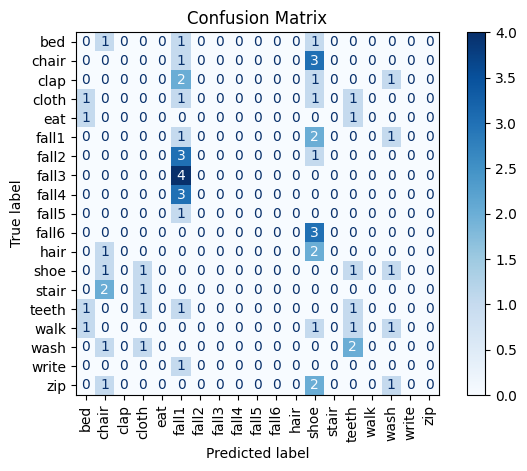 Confusion Matrix
bed 0 1 0 0 0 1 0 0 0 0 0 0 1 0 0 0 0 0 0
chair 0 0 0 0 0 1 0 0 0 0 0 0 3 0 0 0 0 0 0
clap 0 0 0 0 0 2 0 0 0 0 0 0 1 0 0 0 1 0 0
cloth 1 0 0 0 0 1 0 0 0 0 0 0 1 0 1 0 0 0 0
eat 1 0 0 0 0 0 0 0 0 0 0 0 0 0 1 0 0 0 0
fall1 0 0 0 0 0 1 0 0 0 0 0 0 2 0 0 0 1 0 0
fall2 0 0 0 0 0 3 0 0 0 0 0 0 1 0 0 0 0 0 0
fall3 0 0 0 0 0 4 0 0 0 0 0 0 0 0 0 0 0 0 0
fall4 0 0 0 0 0 3 0 0 0 0 0 0 0 0 0 0 0 0 0
fall5 0 0 0 0 0 1 0 0 0 0 0 0 0 0 0 0 0 0 0
fall6 0 0 0 0 0 0 0 0 0 0 0 0 3 0 0 0 0 0 0
hair 0 1 0 0 0 0 0 0 0 0 0 0 2 0 0 0 0 0 0
shoe 0 1 0 1 0 0 0 0 0 0 0 0 0 0 1 0 1 0 0
stair 0 2 0 1 0 0 0 0 0 0 0 0 0 0 0 0 0 0 0
teeth 1 0 0 1 0 1 0 0 0 0 0 0 0 0 1 0 0 0 0
walk 1 0 0 0 0 0 0 0 0 0 0 0 1 0 1 0 1 0 0
wash 0 1 0 1 0 0 0 0 0 0 0 0 0 0 2 0 0 0 0
write 0 0 0 0 0 1 0 0 0 0 0 0 0 0 0 0 0 0 0
zip 0 1 0 0 0 0 0 0 0 0 0 0 2 0 0 0 1 0 0
bed chair clap cloth eat fall1 fall2 fall3 fall4 fall5 fall6 hair shoe stair teeth walk wash write zip
Predicted label
True label
4.0
3.5
3.0
2.5
2.0
1.5
1.0
0.5
0.0